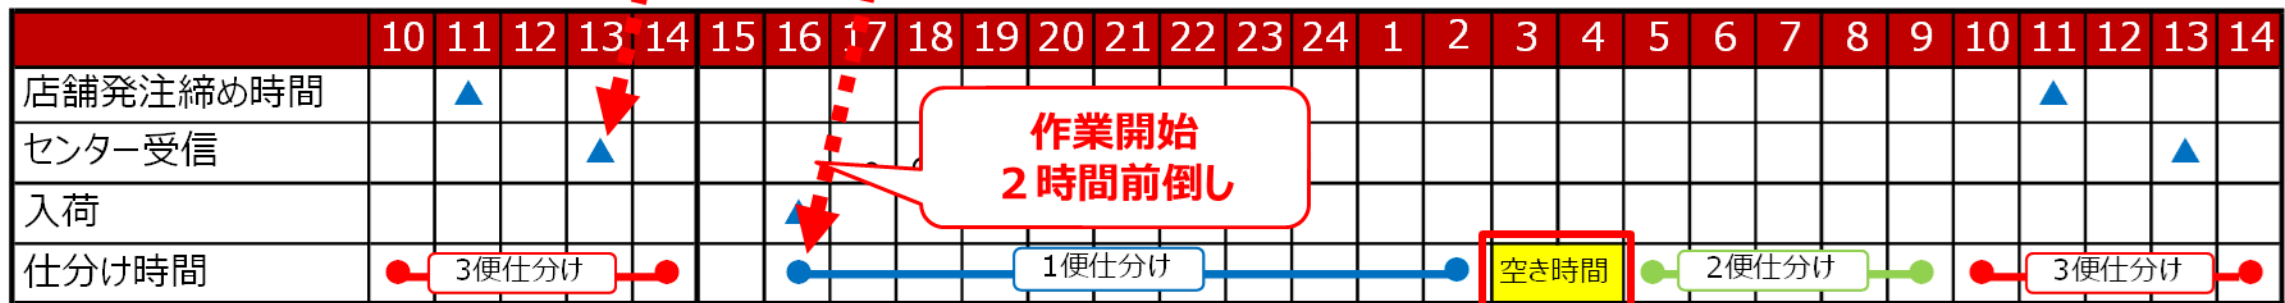 10 11 12 13 14 15 16 17 18 19 20 21 22 23 24 1 2 3 4 5 6 7 8 9 10 11 12 13 14
店舗発注締め時間
センター受信
作業開始
２時間前倒し
入荷
仕分け時間 3便仕分け 1便仕分け 空き時間 2便仕分け 3便仕分け